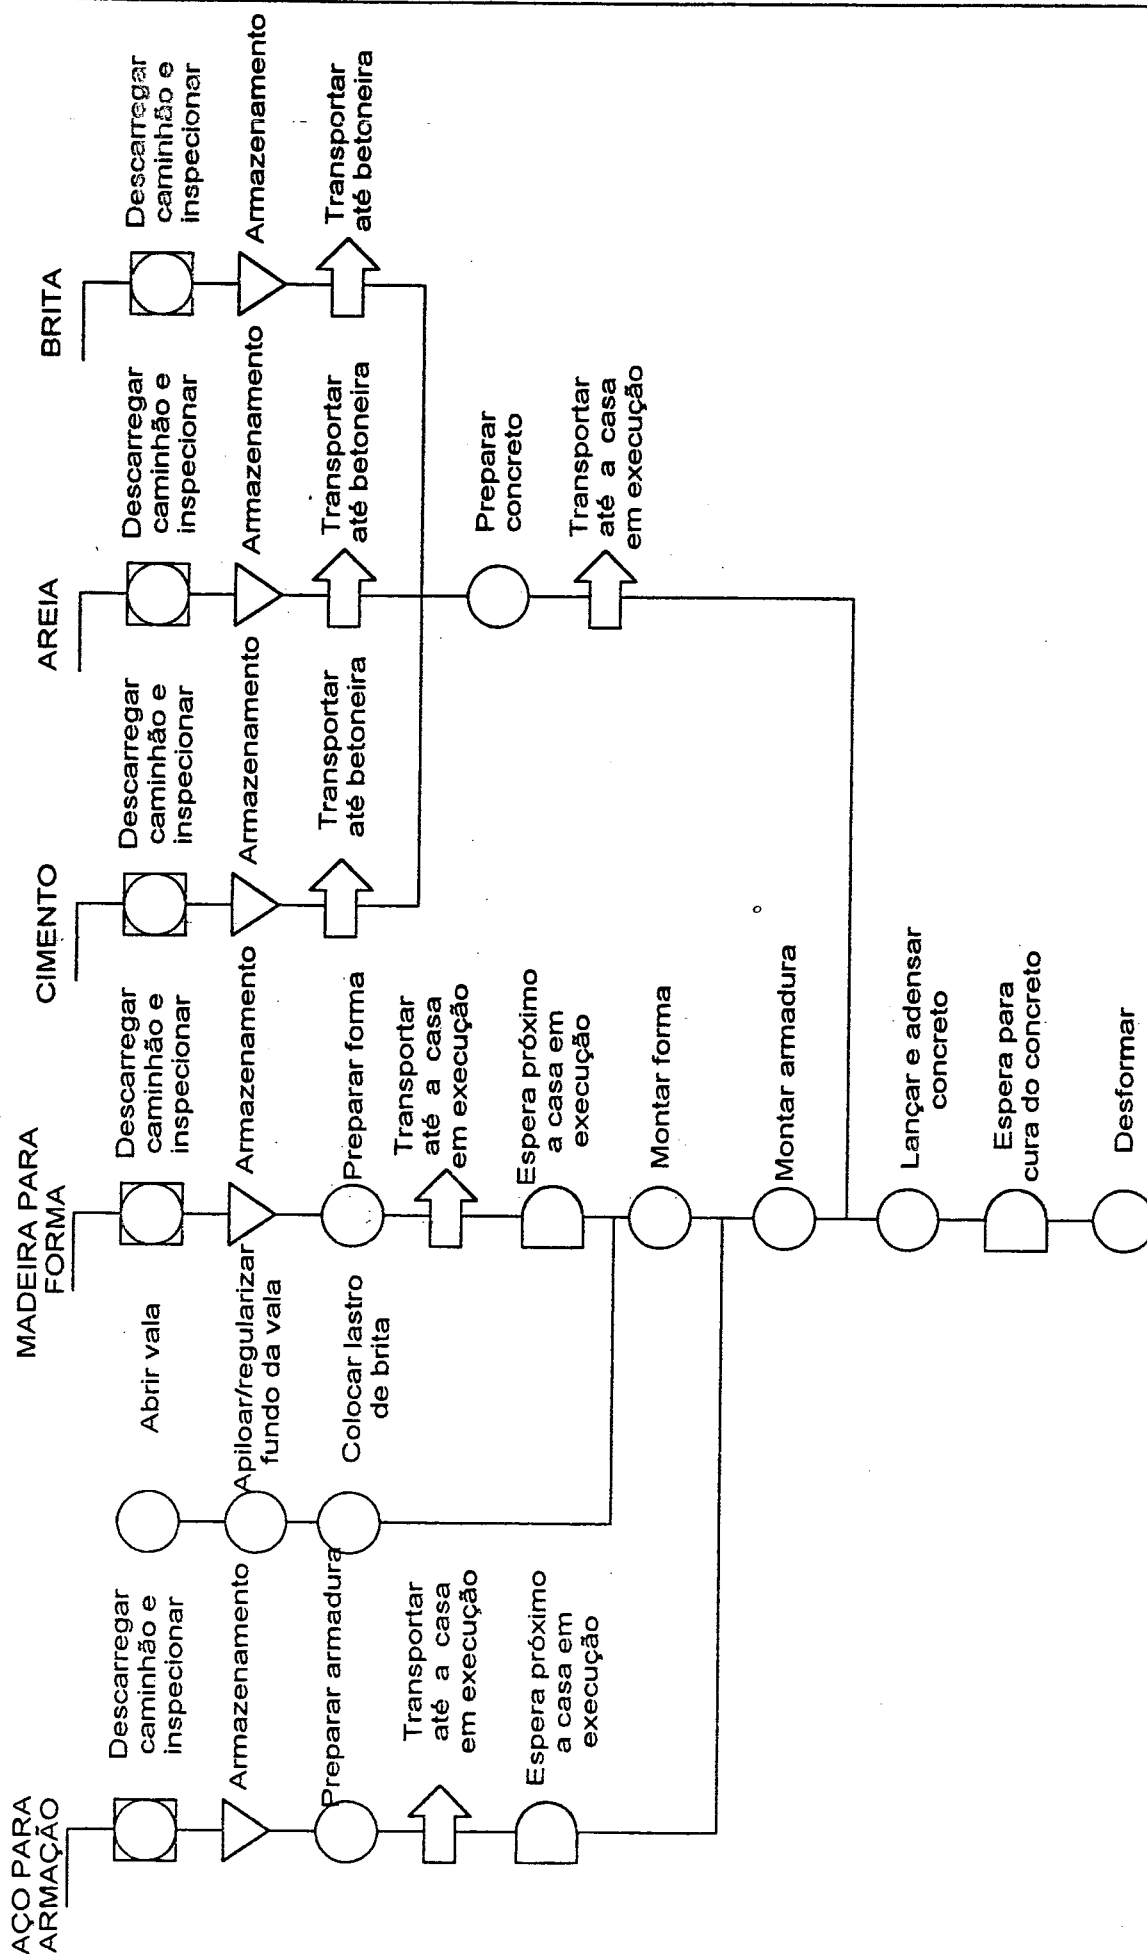 AÇO PARA
ARMAÇÃO
Descarregar
caminhão e
inspecionar
Armazenamento
Preparar armadura
Transportar
até a casa
em execução
Espera próximo
a casa em
execução
Abrir vala
Apiloar/regularizar
fundo da vala
Colocar lastro
de brita
MADEIRA PARA
FORMA
Descarregar
caminhão e
inspecionar
Armazenamento
Preparar forma
Transportar
até a casa
em execução
Espera próximo
a casa em
execução
Montar forma
Montar armadura
Lançar e adensar
concreto
Espera para
cura do concreto
Desformar
CIMENTO
Descarregar
caminhão e
inspecionar
Armazenamento
Transportar
até betoneira
AREIA
Descarregar
caminhão e
inspecionar
Armazenamento
Transportar
até betoneira
Preparar
concreto
Transportar
até a casa
em execução
BRITA
Descarregar
caminhão e
inspecionar
Armazenamento
Transportar
até betoneira